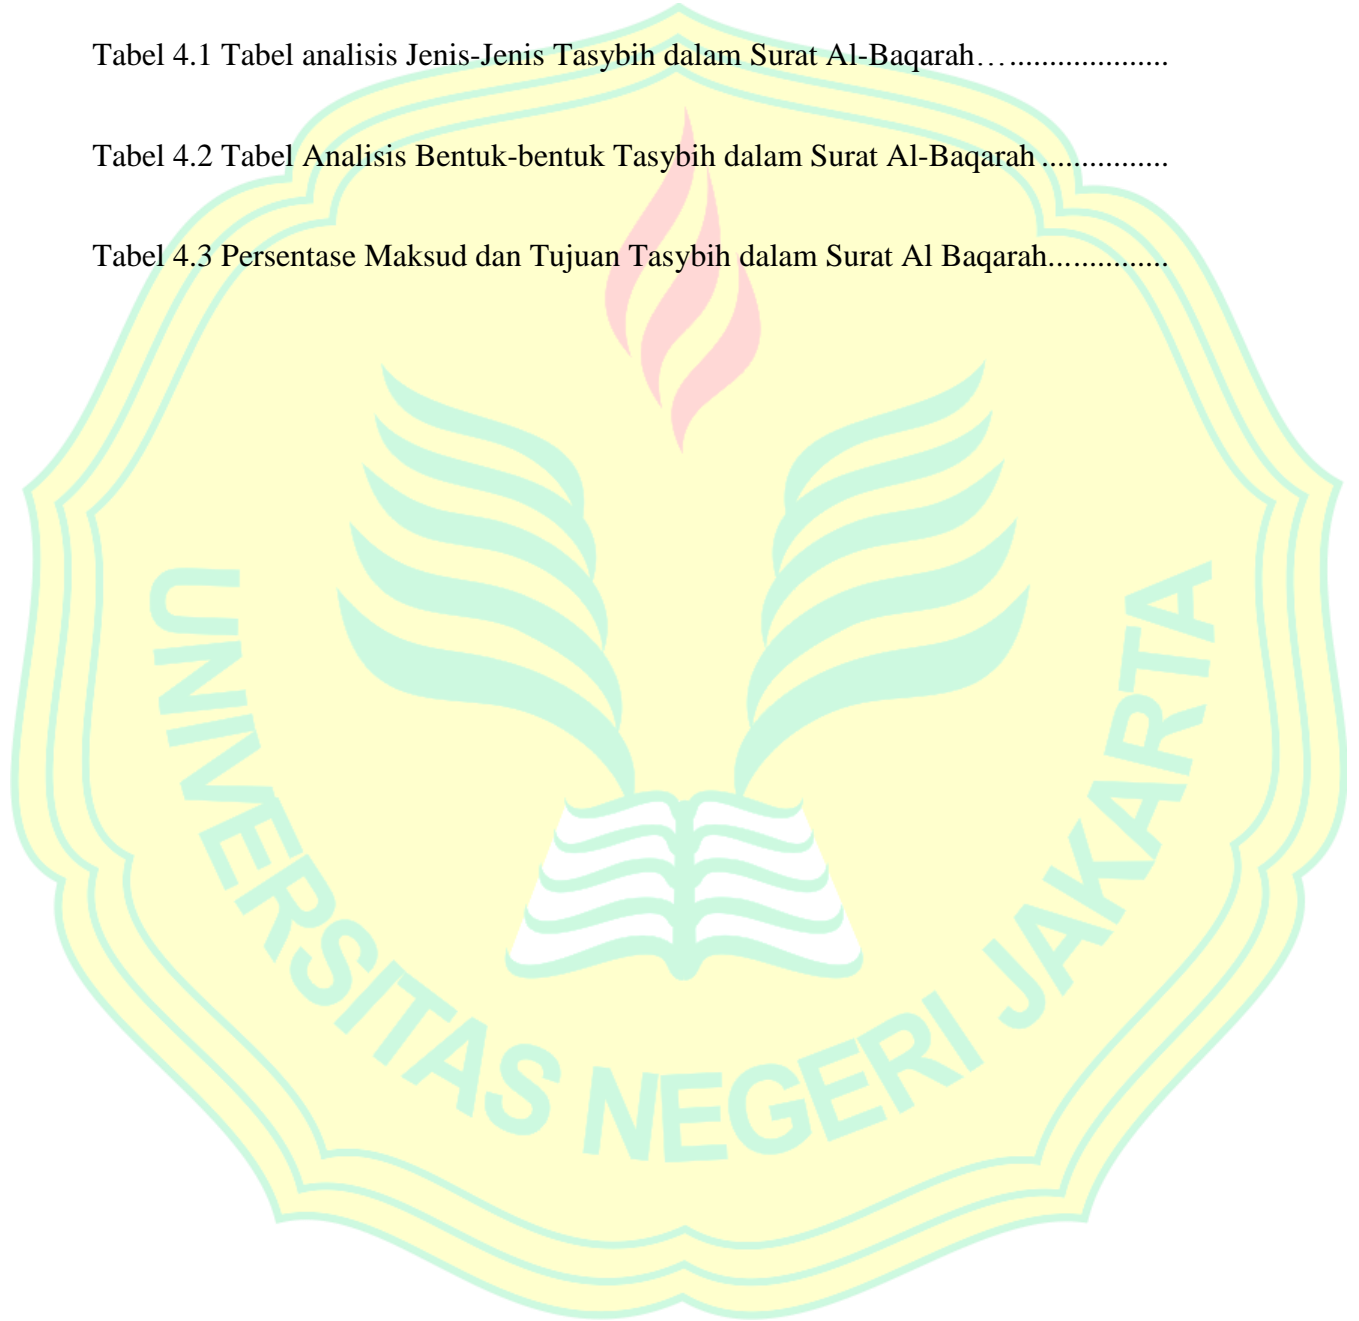 Tabel 4.1 Tabel analisis Jenis-Jenis Tasybih dalam Surat Al-Baqarah…....................
Tabel 4.2 Tabel Analisis Bentuk-bentuk Tasybih dalam Surat Al-Baqarah ................
Tabel 4.3 Persentase Maksud dan Tujuan Tasybih dalam Surat Al Baqarah...............
UNIVERSITAS NEGERI JAKARTA